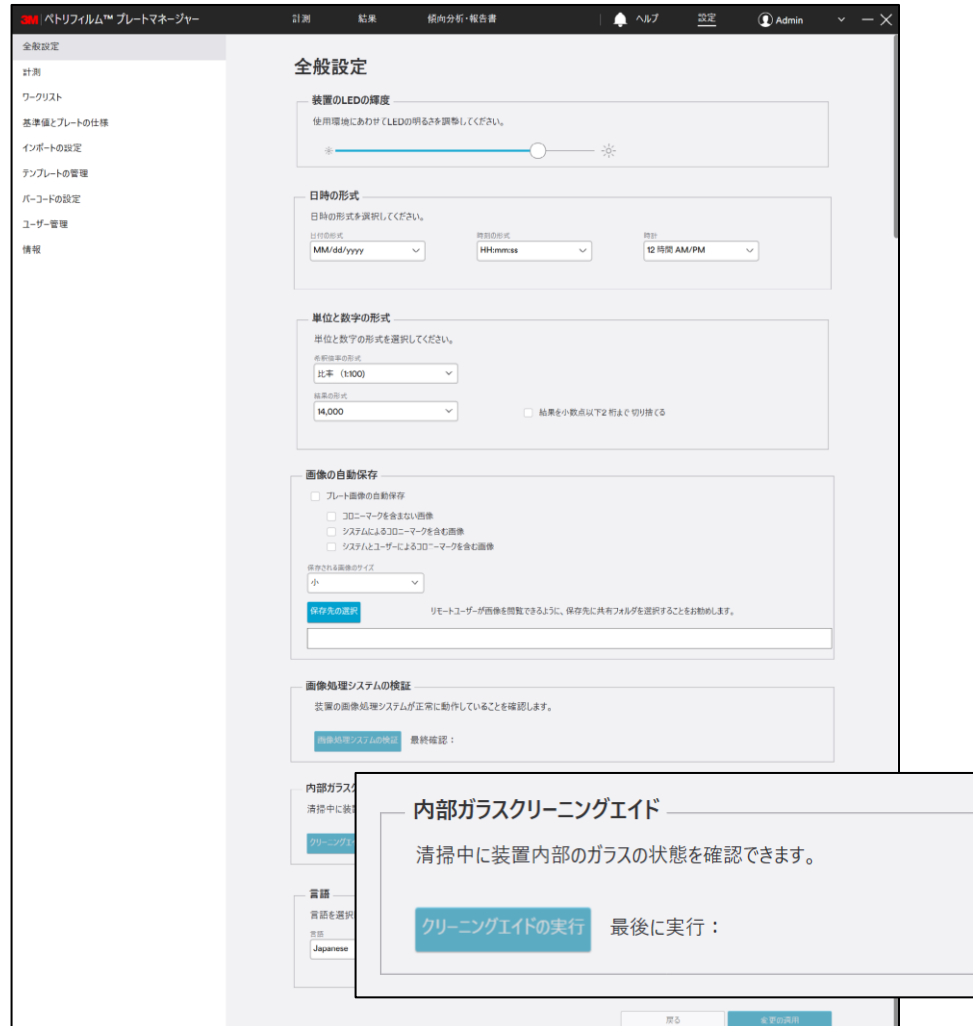 3M ペトリフィルム™ プレートマネージャー
計測 結果 傾向分析・報告書 ヘルプ 設定 Admin
全般設定
計測
ワークリスト
基準値とプレートの仕様
インポートの設定
テンプレートの管理
バーコードの設定
ユーザー管理
情報
全般設定
装置のLEDの輝度
使用環境にあわせてLEDの明るさを調整してください。
日時の形式
日時の形式を選択してください。
日付の形式 時刻の形式 時計
MM/dd/yyyy HH:mm:ss 12 時間 AM/PM
単位と数字の形式
単位と数字の形式を選択してください。
希釈倍率の形式
比率 (1:100)
結果の形式
14,000 結果を小数点以下2 桁まで切り捨てる
画像の自動保存
プレート画像の自動保存
コロニーマークを含まない画像
システムによるコロニーマークを含む画像
システムとユーザーによるコロニーマークを含む画像
保存される画像のサイズ
小
保存先の選択 リモートユーザーが画像を閲覧できるように、保存先に共有フォルダを選択することをお勧めします。
画像処理システムの検証
装置の画像処理システムが正常に動作していることを確認します。
画像処理システムの検証 最終確認：
内部ガラスク
清掃中に装
クリーニングエ
言語
言語を選択
言語
Japanese
内部ガラスクリーニングエイド
清掃中に装置内部のガラスの状態を確認できます。
クリーニングエイドの実行 最後に実行：
戻る 変更の適用